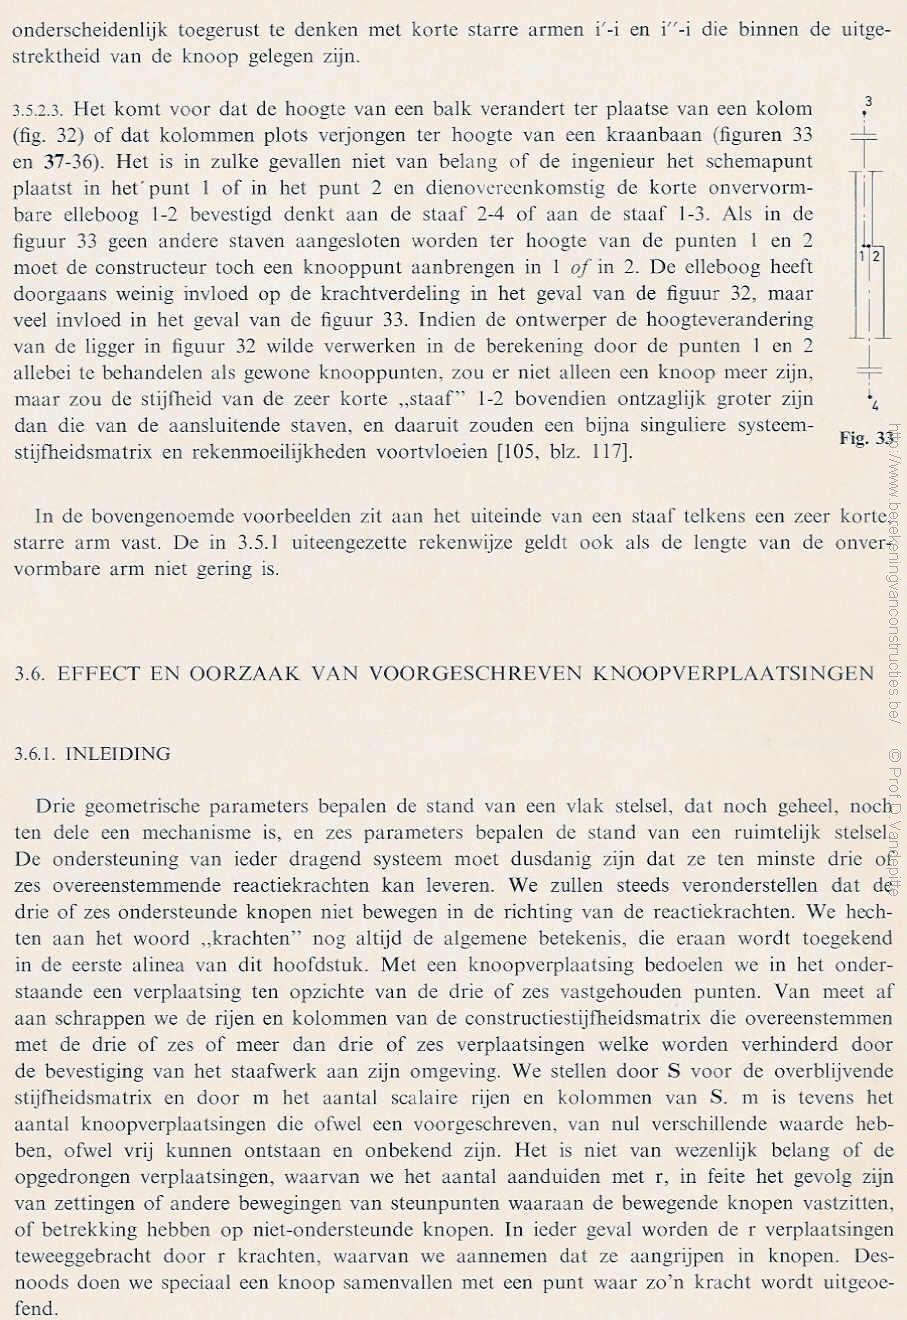 onderscheidenlijk toegerust te denken met korte starre armen i′-i en i″-i die binnen de uitge-
strektheid van de knoop gelegen zijn.
3.5.2.3. Het komt voor dat de hoogte van een balk verandert ter plaatse van een kolom
(fig. 32) of dat kolommen plots verjongen ter hoogte van een kraanbaan (figuren 33
en 37-36). Het is in zulke gevallen niet van belang of de ingenieur het schemapunt
plaatst in het punt 1 of in het punt 2 en dienovereenkomstig de korte onvervorm-
bare elleboog 1-2 bevestigd denkt aan de staaf 2-4 of aan de staaf 1-3. Als in de
figuur 33 geen andere staven aangesloten worden ter hoogte van de punten 1 en 2
moet de constructeur toch een knooppunt aanbrengen in 1 of in 2. De elleboog heeft
doorgaans weinig invloed op de krachtverdeling in het geval van de figuur 32, maar
veel invloed in het geval van de figuur 33. Indien de ontwerper de hoogteverandering
van de ligger in figuur 32 wilde verwerken in de berekening door de punten 1 en 2
allebei te behandelen als gewone knooppunten, zou er niet alleen een knoop meer zijn,
maar zou de stijfheid van de zeer korte „staaf” 1-2 bovendien ontzaglijk groter zijn
dan die van de aansluitende staven, en daaruit zouden een bijna singuliere systeem-
stijfheidsmatrix en rekenmoeilijkheden voortvloeien [105, blz. 117].
3
1 2
4
Fig. 33
In de bovengenoemde voorbeelden zit aan het uiteinde van een staaf telkens een zeer korte
starre arm vast. De in 3.5.1 uiteengezette rekenwijze geldt ook als de lengte van de onver-
vormbare arm niet gering is.
3.6. EFFECT EN OORZAAK VAN VOORGESCHREVEN KNOOPVERPLAATSINGEN
3.6.1. INLEIDING
Drie geometrische parameters bepalen de stand van een vlak stelsel, dat noch geheel, noch
ten dele een mechanisme is, en zes parameters bepalen de stand van een ruimtelijk stelsel.
De ondersteuning van ieder dragend systeem moet dusdanig zijn dat ze ten minste drie of
zes overeenstemmende reactiekrachten kan leveren. We zullen steeds veronderstellen dat de
drie of zes ondersteunde knopen niet bewegen in de richting van de reactiekrachten. We hech-
ten aan het woord „krachten” nog altijd de algemene betekenis, die eraan wordt toegekend
in de eerste alinea van dit hoofdstuk. Met een knoopverplaatsing bedoelen we in het onder-
staande een verplaatsing ten opzichte van de drie of zes vastgehouden punten. Van meet af
aan schrappen we de rijen en kolommen van de constructiestijfheidsmatrix die overeenstemmen
met de drie of zes of meer dan drie of zes verplaatsingen welke worden verhinderd door
de bevestiging van het staafwerk aan zijn omgeving. We stellen door S voor de overblijvende
stijfheidsmatrix en door m het aantal scalaire rijen en kolommen van S. m is tevens het
aantal knoopverplaatsingen die ofwel een voorgeschreven, van nul verschillende waarde heb-
ben, ofwel vrij kunnen ontstaan en onbekend zijn. Het is niet van wezenlijk belang of de
opgedrongen verplaatsingen, waarvan we het aantal aanduiden met r, in feite het gevolg zijn
van zettingen of andere bewegingen van steunpunten waaraan de bewegende knopen vastzitten,
of betrekking hebben op niet-ondersteunde knopen. In ieder geval worden de r verplaatsingen
teweeggebracht door r krachten, waarvan we aannemen dat ze aangrijpen in knopen. Des-
noods doen we speciaal een knoop samenvallen met een punt waar zo’n kracht wordt uitgeoe-
fend.
http://www.berekeningvanconstructies.be/ © Prof D Vandepitte